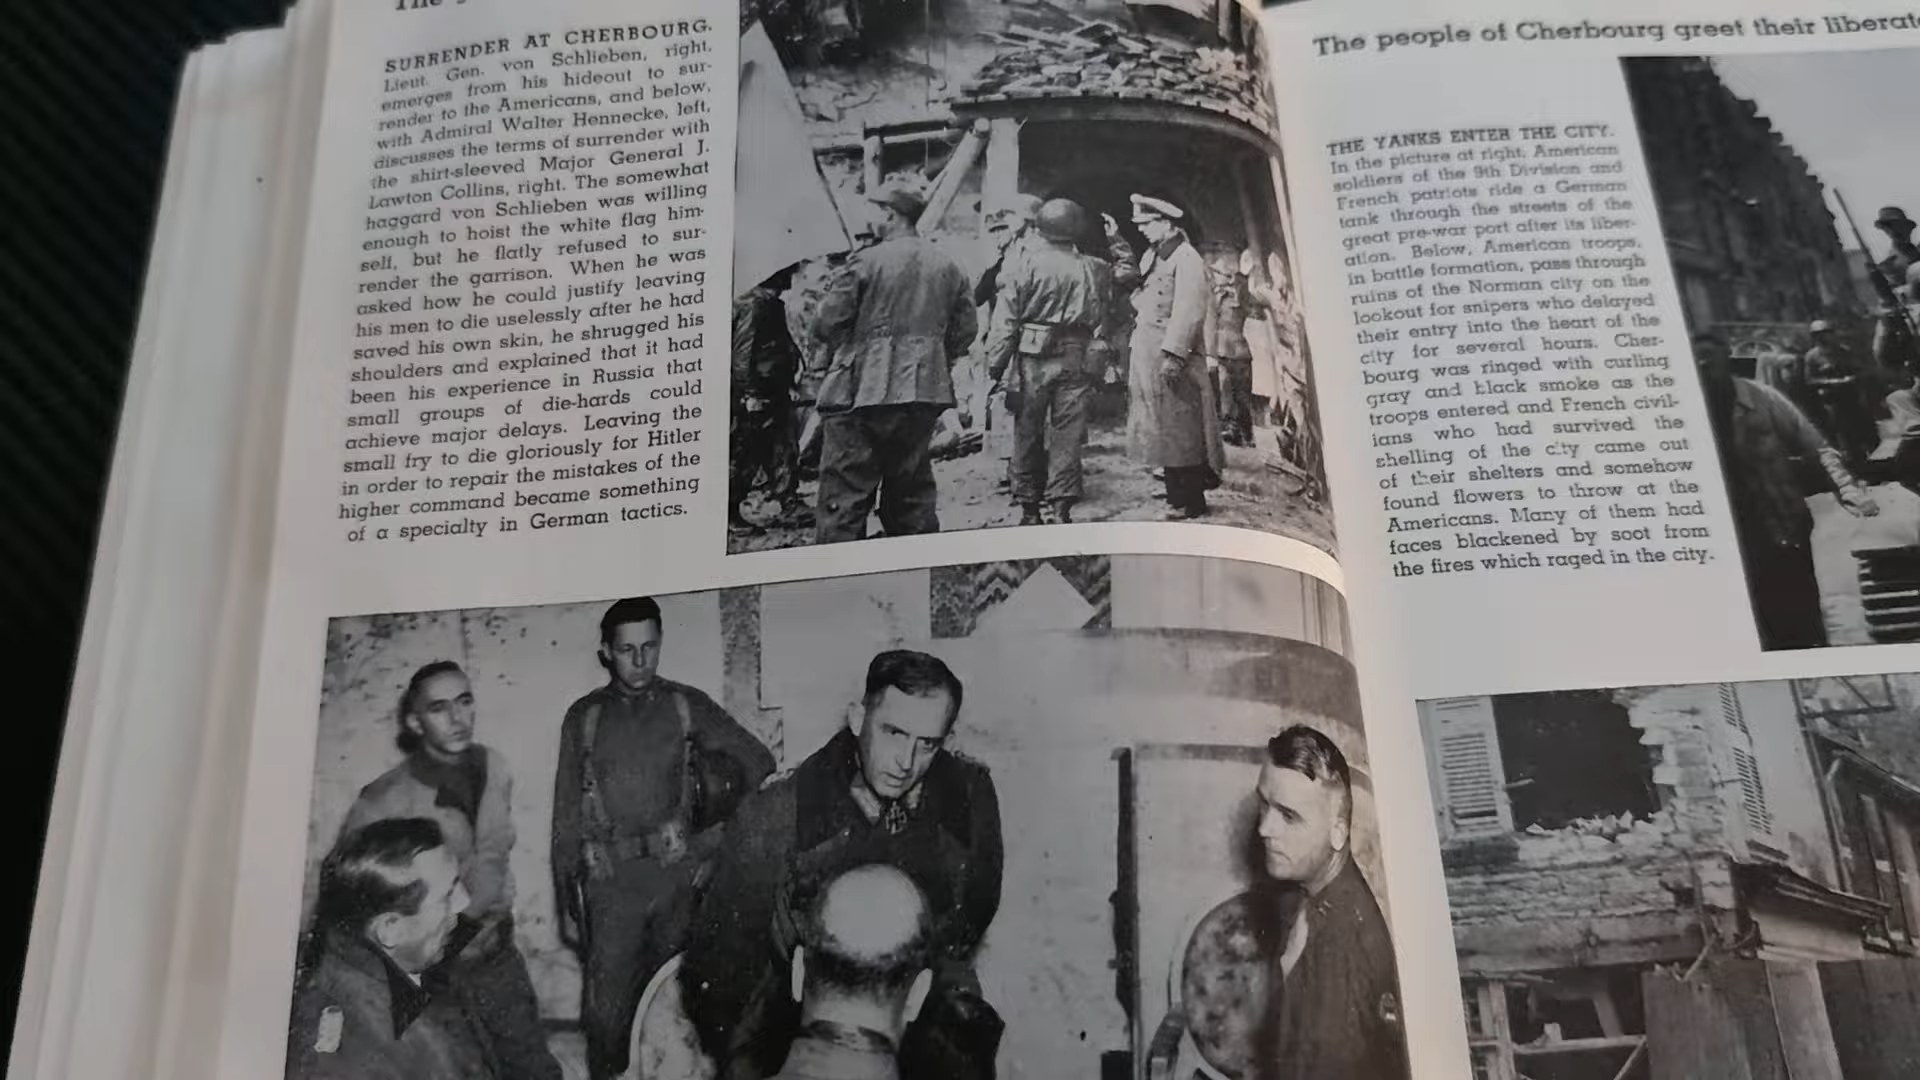 The
SURRENDER AT CHERBOURG.
Lieut. Gen. von Schlieben, right,
emerges from his hideout to sur-
render to the Americans, and below,
with Admiral Walter Hennecke, left,
discusses the terms of surrender with
the shirt-sleeved Major General J.
Lawton Collins, right. The somewhat
haggard von Schlieben was willing
enough to hoist the white flag him-
self, but he flatly refused to sur-
render the garrison. When he was
asked how he could justify leaving
his men to die uselessly after he had
saved his own skin, he shrugged his
shoulders and explained that it had
been his experience in Russia that
small groups of die-hards could
achieve major delays. Leaving the
small fry to die gloriously for Hitler
in order to repair the mistakes of the
higher command became something
of a specialty in German tactics.
The people of Cherbourg greet their
THE YANKS ENTER THE CITY.
In the picture at right, American
soldiers of the 9th Division and
French patriots ride a German
tank through the streets of the
great pre-war port after its liber-
ation. Below, American troops,
in battle formation, pass through
ruins of the Norman city on the
lookout for snipers who delayed
their entry into the heart of the
city for several hours. Cher-
bourg was ringed with curling
gray and black smoke as the
troops entered and French civil-
ians who had survived the
shelling of the city came out
of their shelters and somehow
found flowers to throw at the
Americans. Many of them had
faces blackened by soot from
the fires which raged in the city.